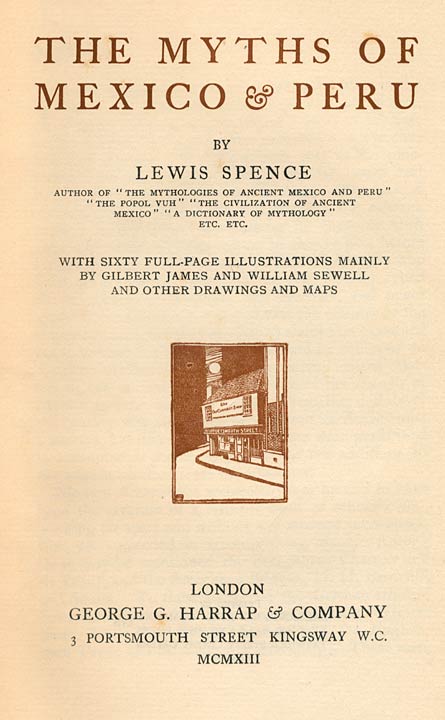 THE MYTHS OF
MEXICO & PERU
BY
LEWIS SPENCE
AUTHOR OF "THE MYTHOLOGIES OF ANCIENT MEXICO AND PERU"
"THE POPOL VUH" "THE CIVILIZATION OF ANCIENT
MEXICO" "A DICTIONARY OF MYTHOLOGY"
ETC. ETC.
WITH SIXTY FULL-PAGE ILLUSTRATIONS MAINLY
BY GILBERT JAMES AND WILLIAM SEWELL
AND OTHER DRAWINGS AND MAPS
PORTSMOUTH STREET
LONDON
GEORGE G. HARRAP & COMPANY
3 PORTSMOUTH STREET KINGSWAY W.C.
MCMXIII